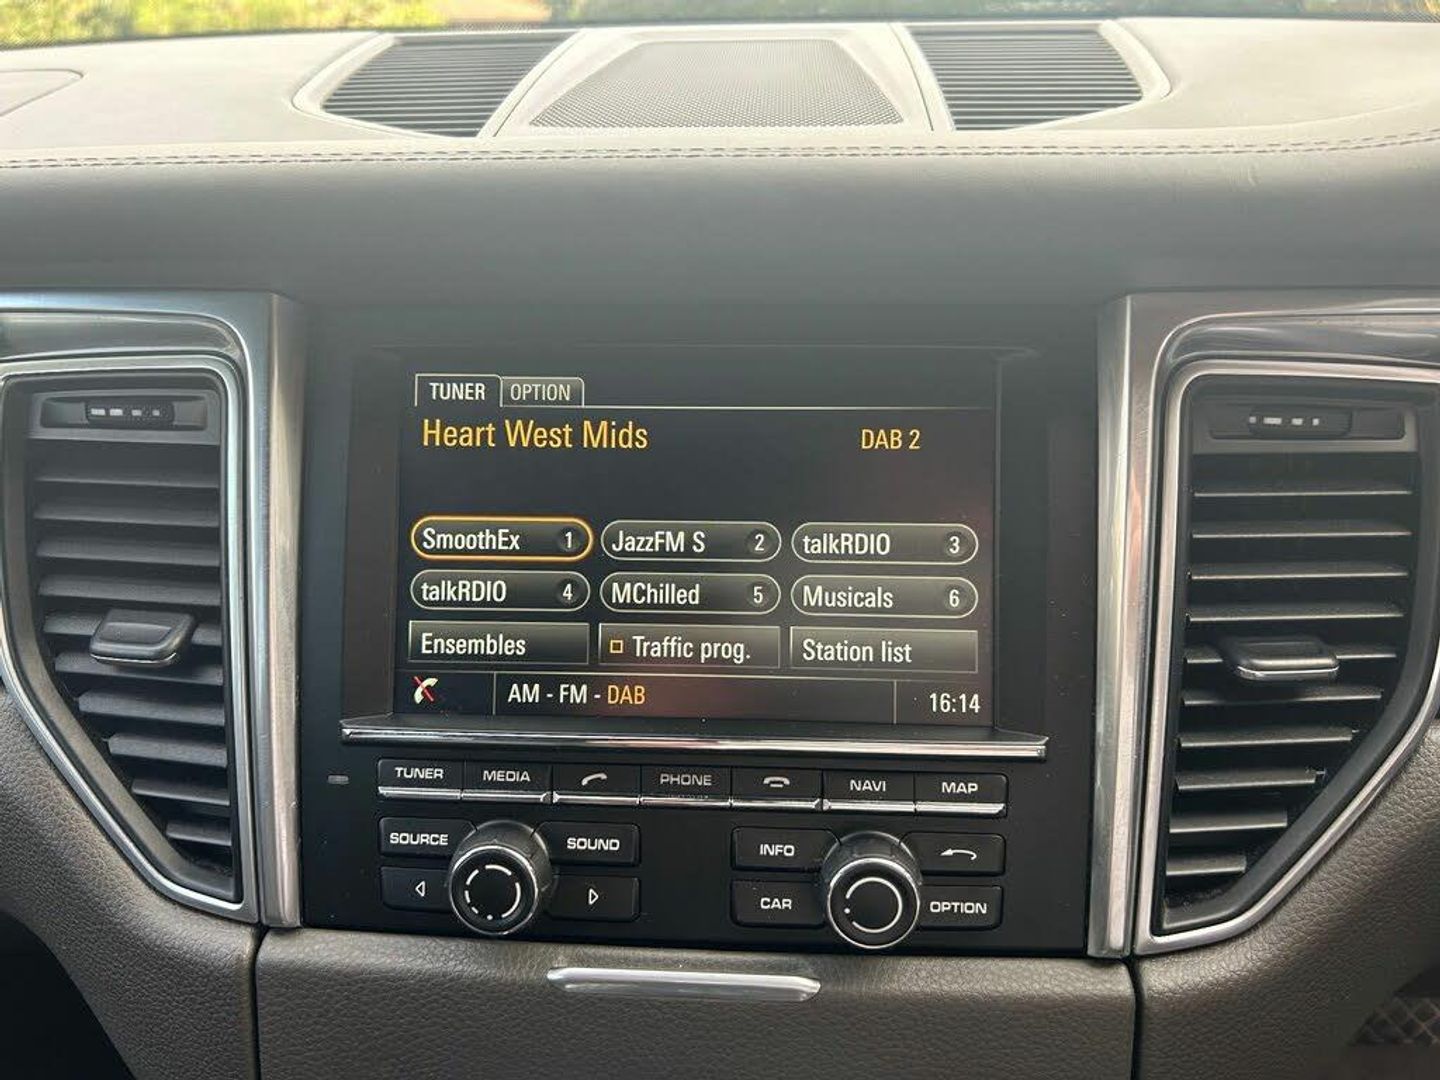 TUNER OPTION
Heart West Mids DAB 2
SmoothEx 1 JazzFM S 2 talkRDIO 3
talkRDIO 4 MChilled 5 Musicals 6
Ensembles Traffic prog. Station list
AM - FM - DAB 16:14
TUNER MEDIA PHONE NAVI MAP
SOURCE SOUND INFO
CAR OPTION